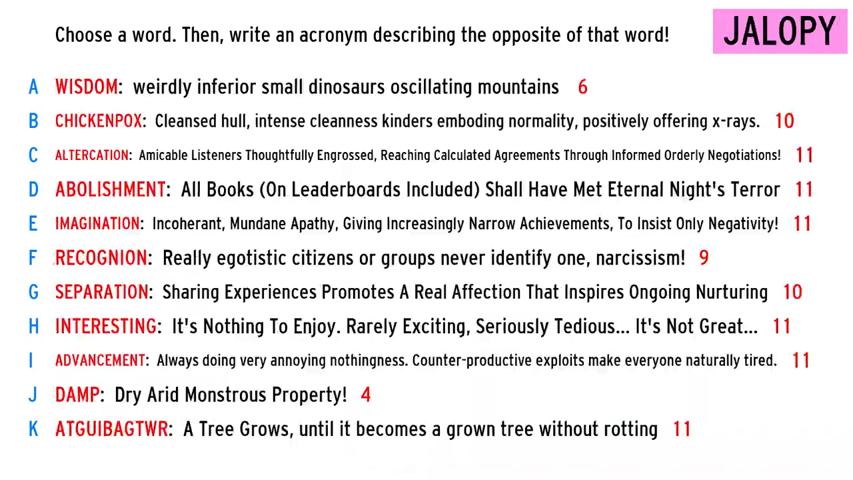 Choose a word. Then, write an acronym describing the opposite of that word!
JALOPY
A WISDOM: weirdly inferior small dinosaurs oscillating mountains 6
B CHICKENPOX: Cleansed hull, intense cleanness kinders emboding normality, positively offering x-rays. 10
C ALTERCATION: Amicable Listeners Thoughtfully Engrossed, Reaching Calculated Agreements Through Informed Orderly Negotiations! 11
D ABOLISHMENT: All Books (On Leaderboards Included) Shall Have Met Eternal Night's Terror 11
E IMAGINATION: Incoherant, Mundane Apathy, Giving Increasingly Narrow Achievements, To Insist Only Negativity! 11
F RECOGNION: Really egotistic citizens or groups never identify one, narcissism! 9
G SEPARATION: Sharing Experiences Promotes A Real Affection That Inspires Ongoing Nurturing 10
H INTERESTING: It's Nothing To Enjoy. Rarely Exciting, Seriously Tedious... It's Not Great... 11
I ADVANCEMENT: Always doing very annoying nothingness. Counter-productive exploits make everyone naturally tired. 11
J DAMP: Dry Arid Monstrous Property! 4
K ATGUIBAGTWR: A Tree Grows, until it becomes a grown tree without rotting 11